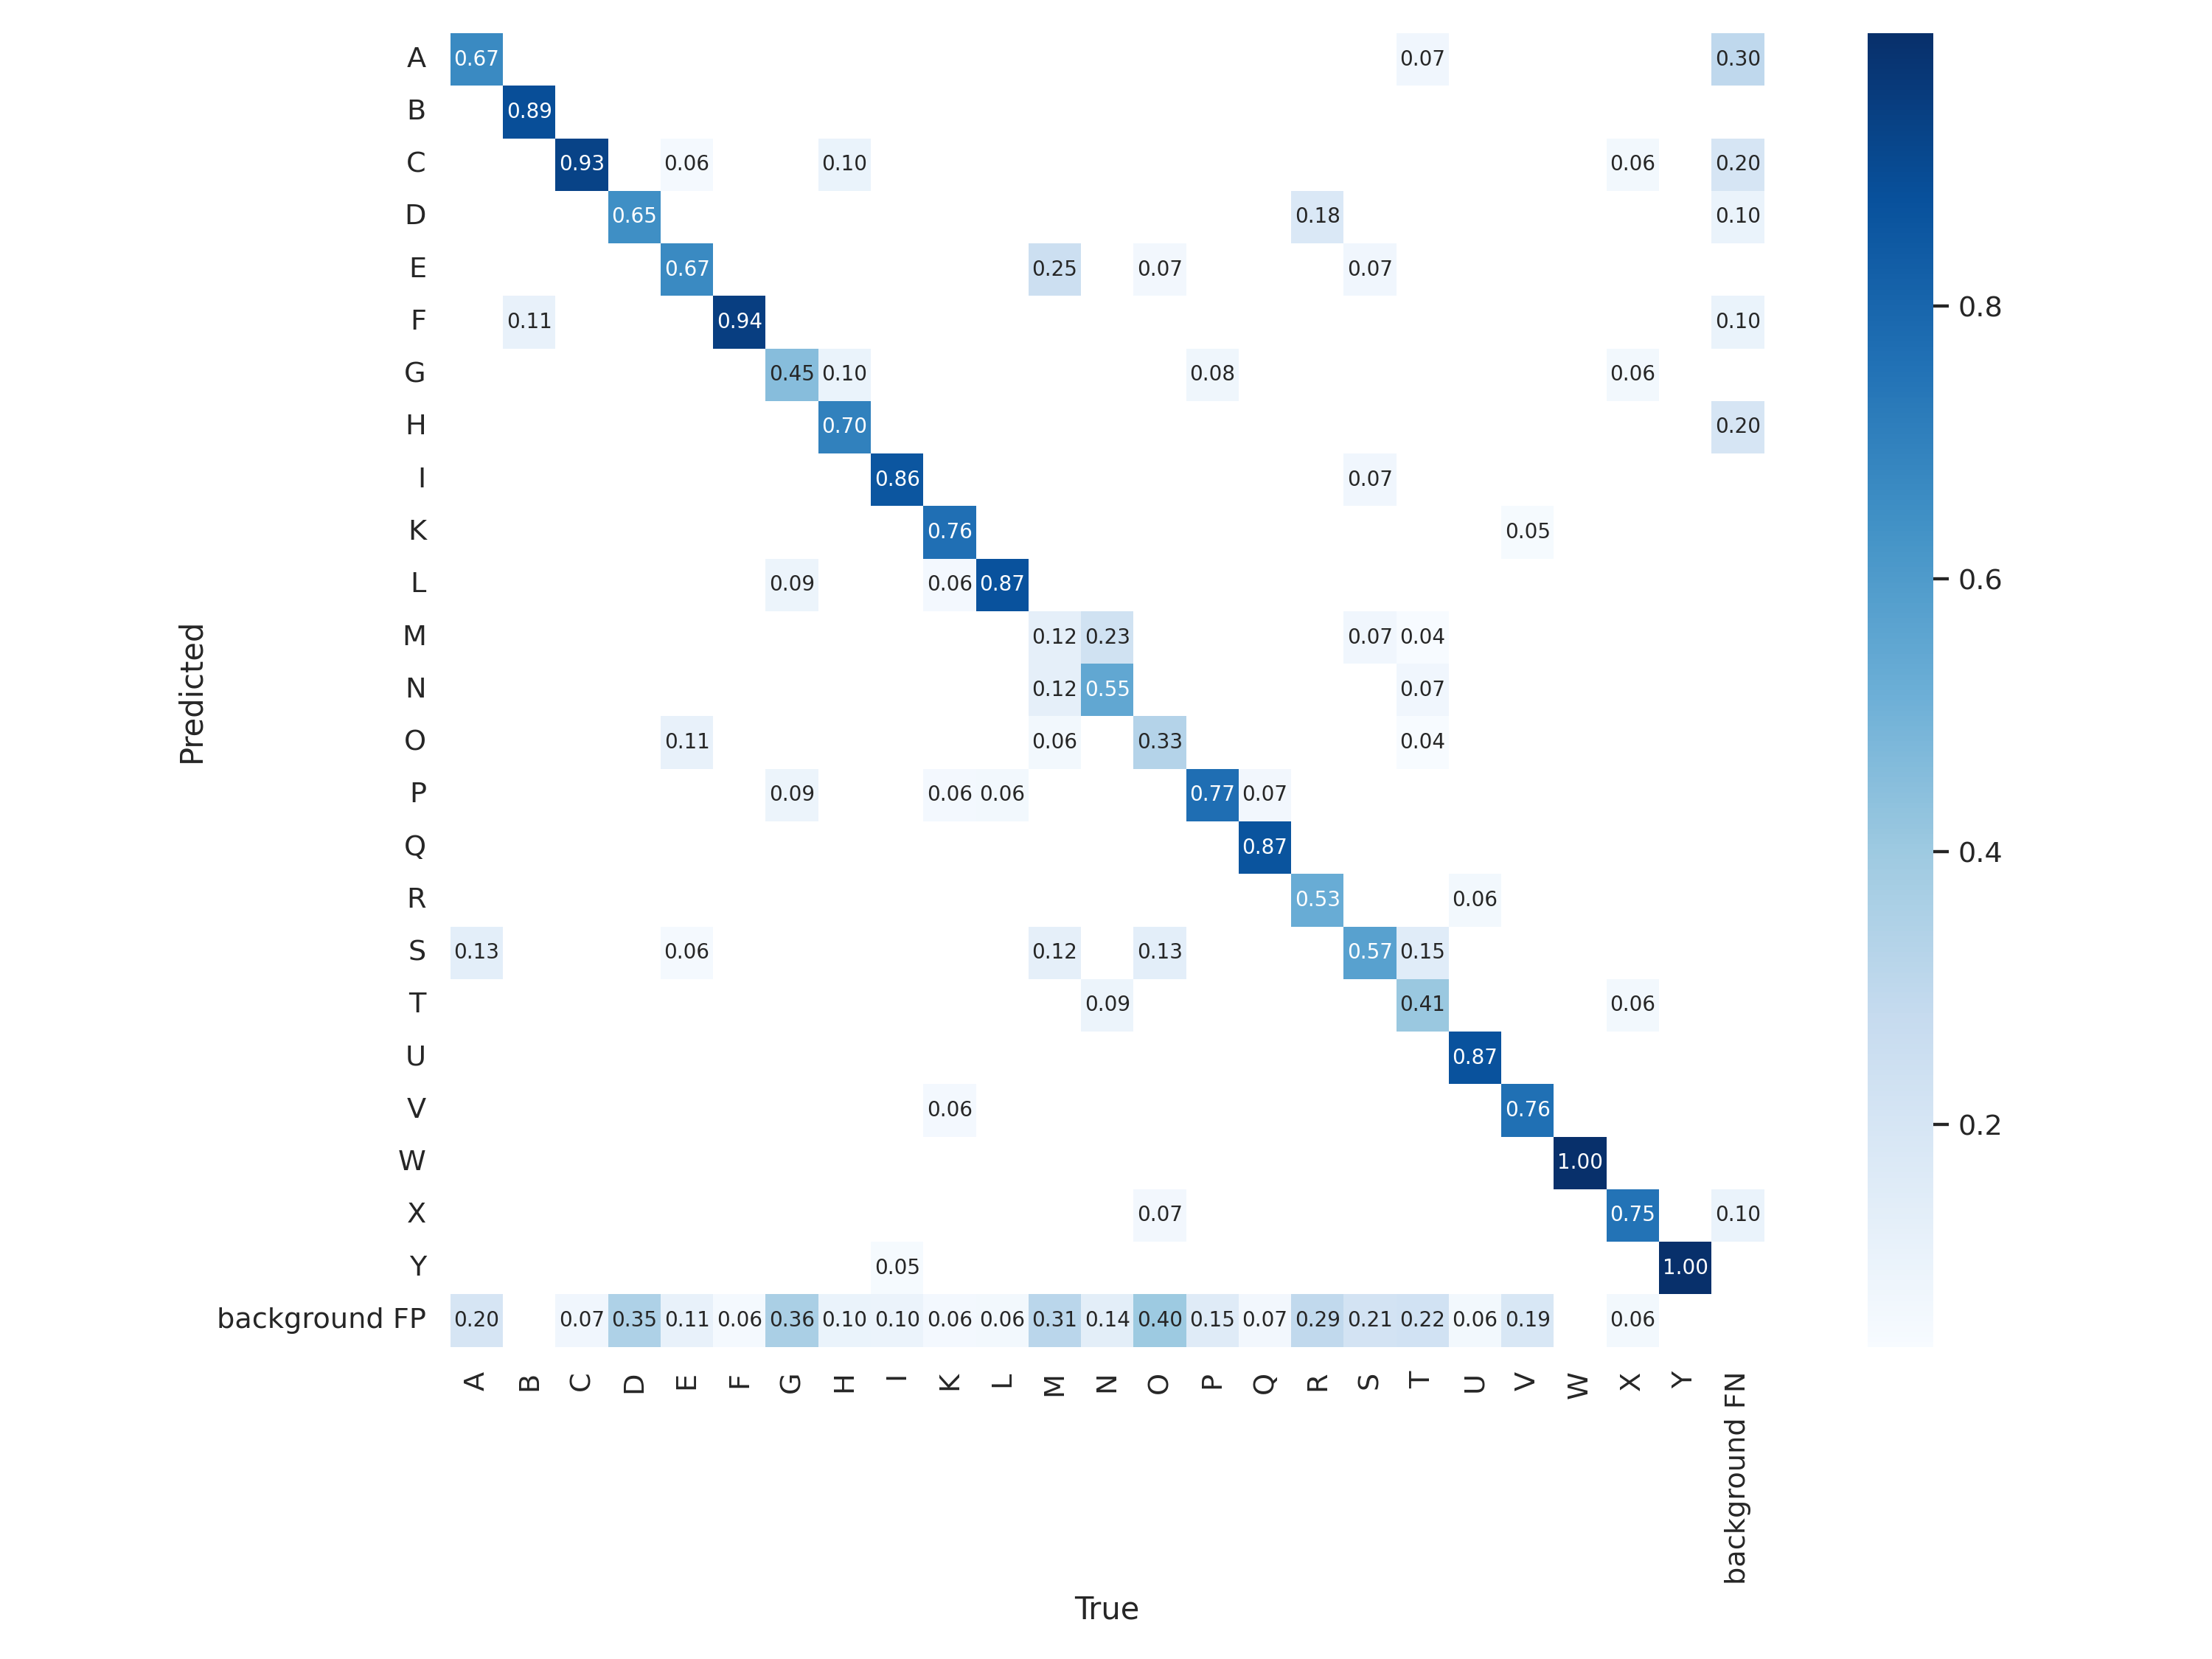 A 0.67 0.07 0.30
B 0.89
C 0.93 0.06 0.10 0.06 0.20
D 0.65 0.18 0.10
E 0.67 0.25 0.07 0.07
F 0.11 0.94 0.10
0.8
G 0.45 0.10 0.08 0.06
H 0.70 0.20
I 0.86 0.07
K 0.76 0.05
L 0.09 0.06 0.87
0.6
M 0.12 0.23 0.07 0.04
N 0.12 0.55 0.07
O 0.11 0.06 0.33 0.04
P 0.09 0.06 0.06 0.77 0.07
Q 0.87
0.4
R 0.53 0.06
S 0.13 0.06 0.12 0.13 0.57 0.15
T 0.09 0.41 0.06
U 0.87
V 0.06 0.76
0.2
W 1.00
X 0.07 0.75 0.10
Y 0.05 1.00
background FP 0.20 0.07 0.35 0.11 0.06 0.36 0.10 0.10 0.06 0.06 0.31 0.14 0.40 0.15 0.07 0.29 0.21 0.22 0.06 0.19 0.06
A B C D E F G H I K L M N O P Q R S T U V W X Y background FN
Predicted
True